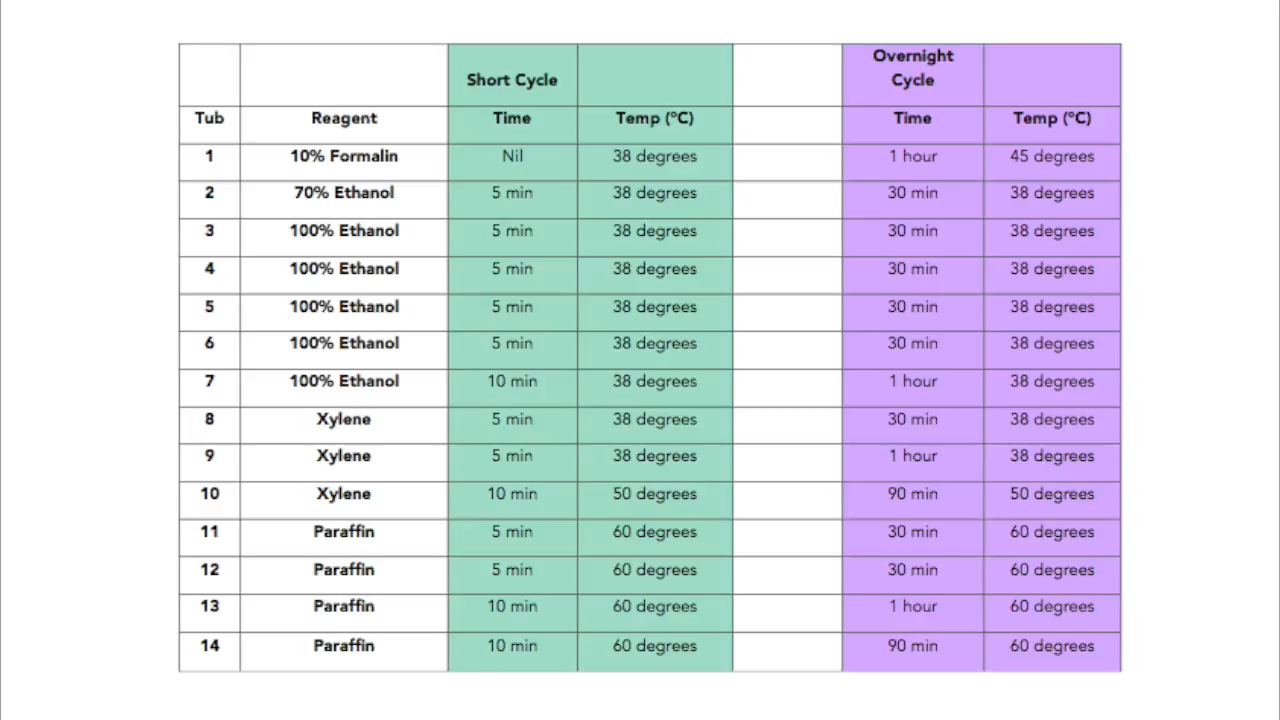 Short Cycle Overnight Cycle
Tub Reagent Time Temp (°C) Time Temp (°C)
1 10% Formalin Nil 38 degrees 1 hour 45 degrees
2 70% Ethanol 5 min 38 degrees 30 min 38 degrees
3 100% Ethanol 5 min 38 degrees 30 min 38 degrees
4 100% Ethanol 5 min 38 degrees 30 min 38 degrees
5 100% Ethanol 5 min 38 degrees 30 min 38 degrees
6 100% Ethanol 5 min 38 degrees 30 min 38 degrees
7 100% Ethanol 10 min 38 degrees 1 hour 38 degrees
8 Xylene 5 min 38 degrees 30 min 38 degrees
9 Xylene 5 min 38 degrees 1 hour 38 degrees
10 Xylene 10 min 50 degrees 90 min 50 degrees
11 Paraffin 5 min 60 degrees 30 min 60 degrees
12 Paraffin 5 min 60 degrees 30 min 60 degrees
13 Paraffin 10 min 60 degrees 1 hour 60 degrees
14 Paraffin 10 min 60 degrees 90 min 60 degrees